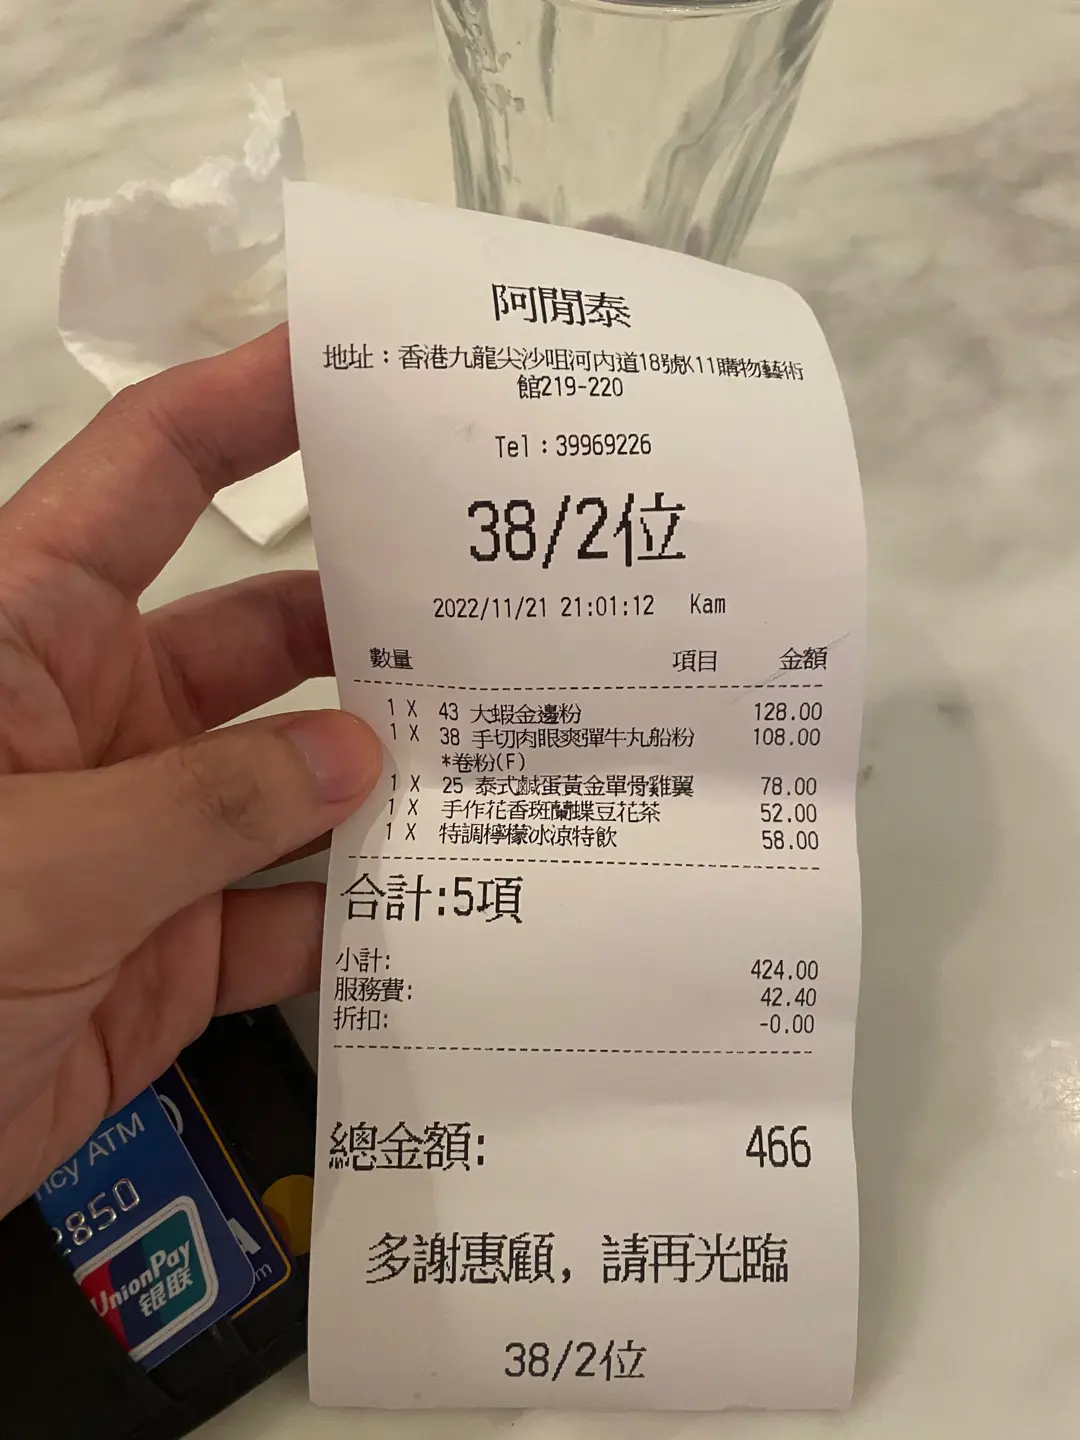 阿閒泰
地址：香港九龍尖沙咀河內道18號K11購物藝術
館219-220
Tel：39969226
38/2位
2022/11/21 21:01:12 Kam
數量 項目 金額
1 X 43 大蝦金邊粉 128.00
1 X 38 手切肉眼爽彈牛丸船粉 108.00
*卷粉(F)
1 X 25 泰式鹹蛋黃金單骨雞翼 78.00
1 X 手作花香斑蘭蝶豆花茶 52.00
1 X 特調檸檬冰涼特飲 58.00
合計:5項
小計: 424.00
服務費: 42.40
折扣: -0.00
總金額: 466
多謝惠顧，請再光臨
38/2位
ncy ATM
2850
UnionPay
银联